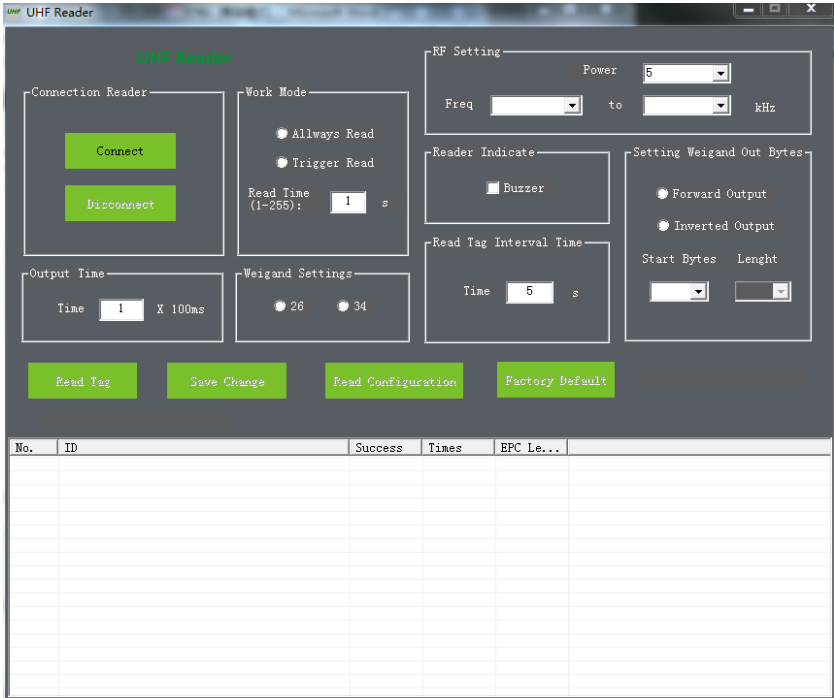 UHF UHF Reader
UHF Reader
Connection Reader
Connect
Disconnect
Work Mode
Allways Read
Trigger Read
Read Time
(1-255):
1
s
RF Setting
Power
5
Freq
to
kHz
Reader Indicate
Buzzer
Setting Weigand Out Bytes
Forward Output
Inverted Output
Start Bytes
Lenght
Read Tag Interval Time
Time
5
s
Output Time
Time
1
X 100ms
Weigand Settings
26
34
Read Tag
Save Change
Read Configuration
Factory Default
No.
ID
Success
Times
EPC Le...